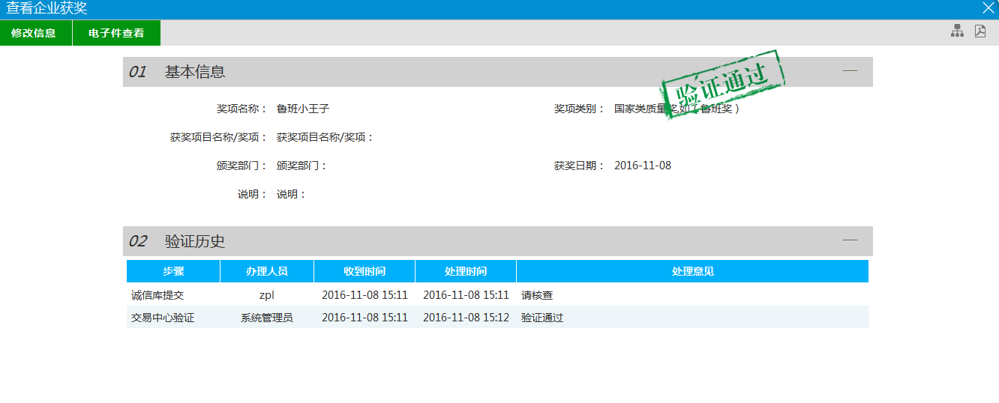 查看企业获奖
修改信息 电子件查看
01 基本信息
验证通过
奖项名称： 鲁班小王子 奖项类别： 国家类质量奖,如（鲁班奖）
获奖项目名称/奖项： 获奖项目名称/奖项：
颁奖部门： 颁奖部门： 获奖日期： 2016-11-08
说明： 说明：
02 验证历史
步骤 办理人员 收到时间 处理时间 处理意见
诚信库提交 zpl 2016-11-08 15:11 2016-11-08 15:11 请核查
交易中心验证 系统管理员 2016-11-08 15:11 2016-11-08 15:12 验证通过